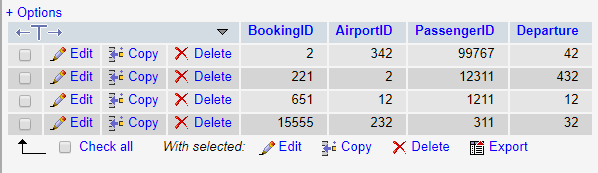 + Options
BookingID AirportID PassengerID Departure
Edit Copy Delete 2 342 99767 42
Edit Copy Delete 221 2 12311 432
Edit Copy Delete 651 12 1211 12
Edit Copy Delete 15555 232 311 32
Check all With selected: Edit Copy Delete Export